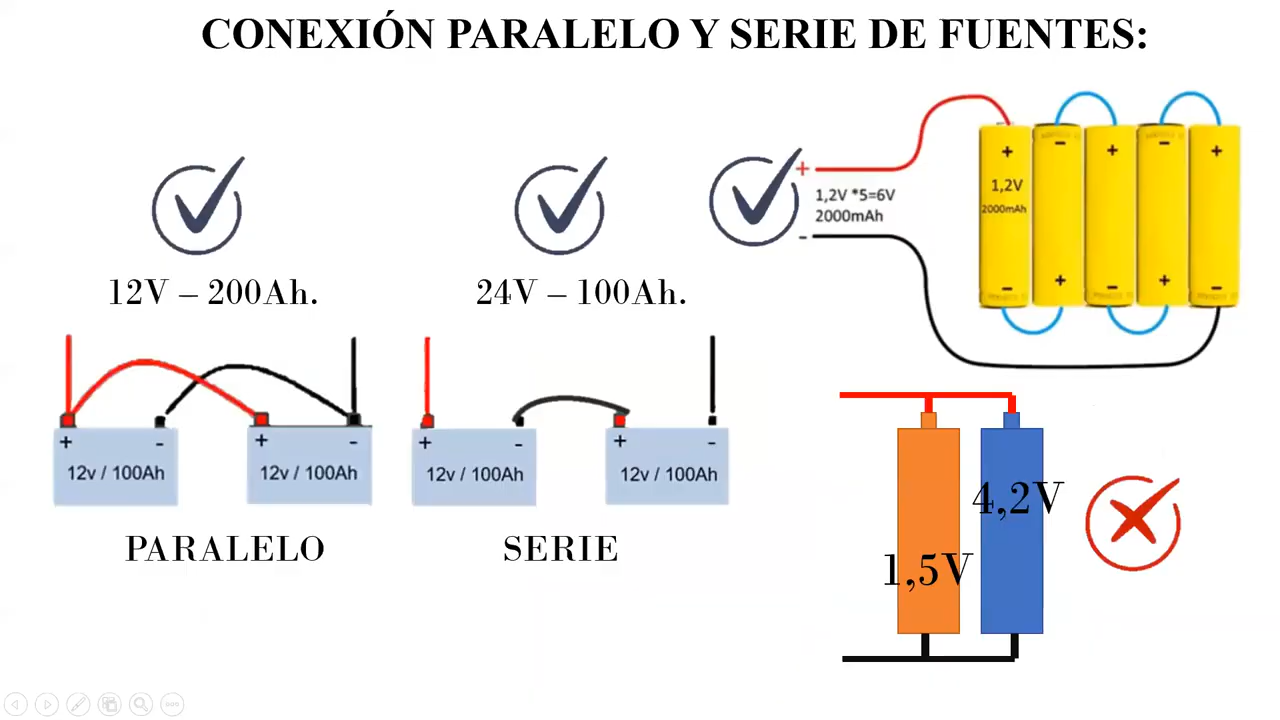 CONEXIÓN PARALELO Y SERIE DE FUENTES:
12V – 200Ah.
+ -
12v / 100Ah
+ -
12v / 100Ah
PARALELO
24V – 100Ah.
+ -
12v / 100Ah
+ -
12v / 100Ah
SERIE
+
1,2V *5=6V
2000mAh
-
+ - + - +
1,2V
2000mAh
- + - + -
4,2V
1,5V